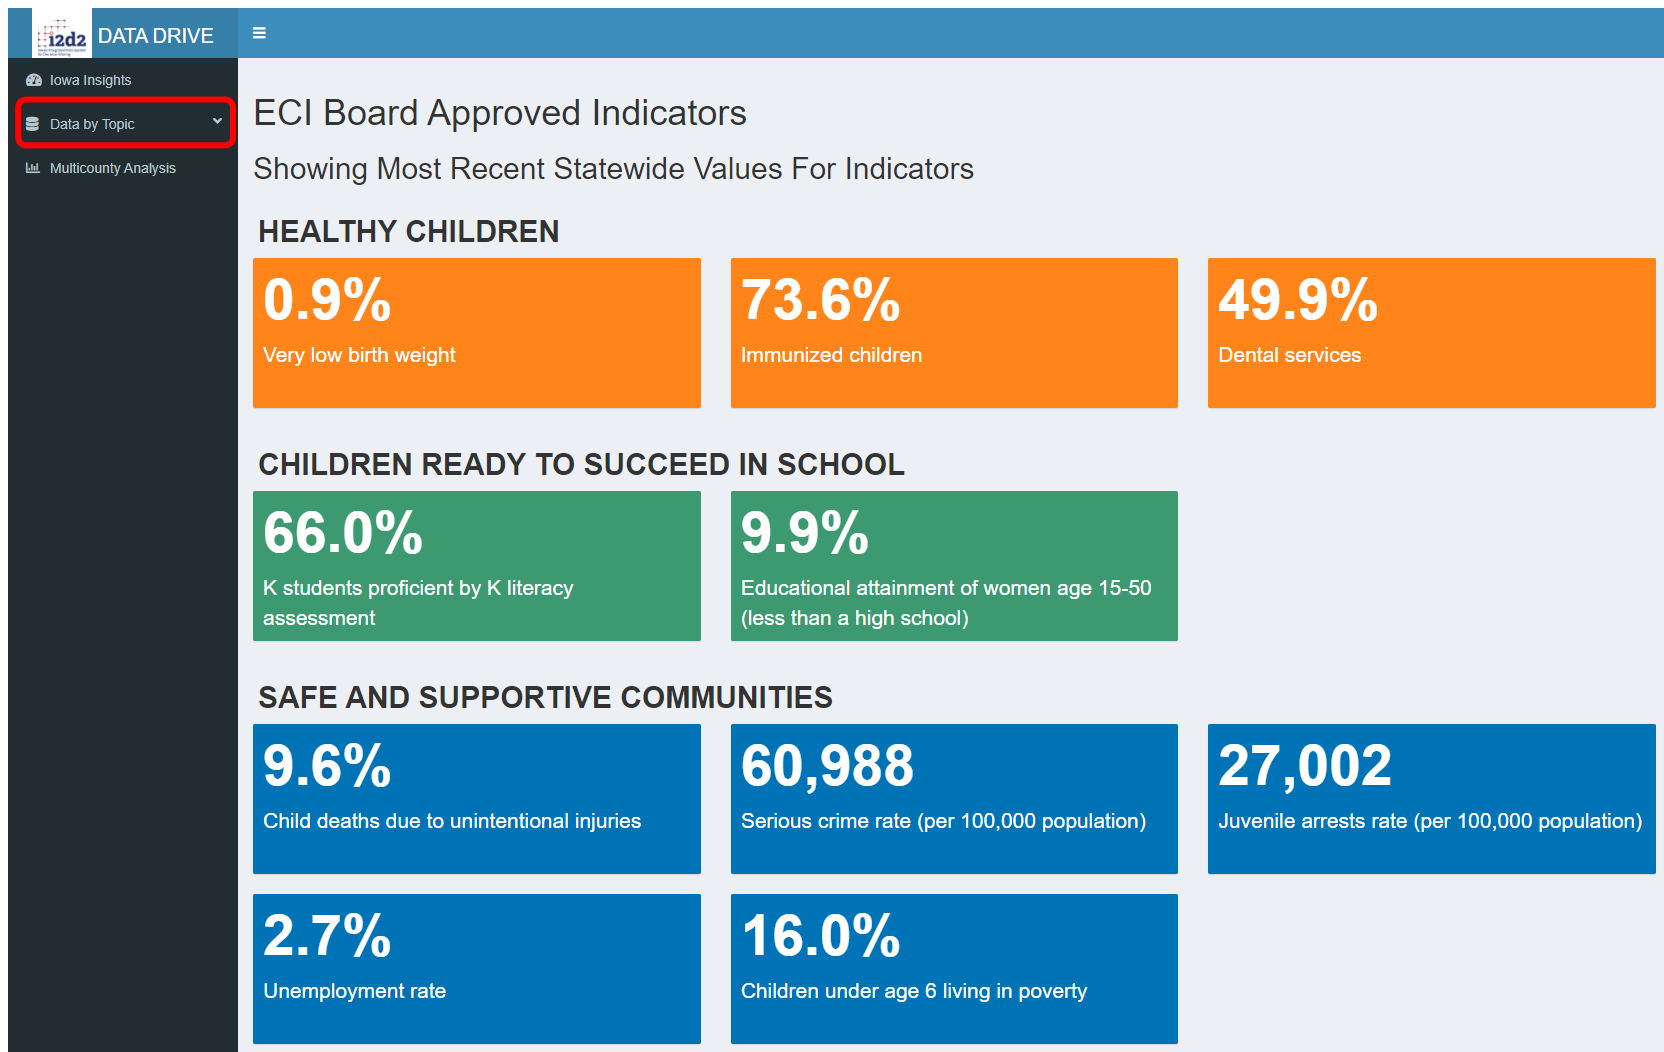 i2d2
DATA DRIVE
Iowa Insights
Data by Topic
Multicounty Analysis
ECI Board Approved Indicators
Showing Most Recent Statewide Values For Indicators
HEALTHY CHILDREN
0.9%
Very low birth weight
73.6%
Immunized children
49.9%
Dental services
CHILDREN READY TO SUCCEED IN SCHOOL
66.0%
K students proficient by K literacy
assessment
9.9%
Educational attainment of women age 15-50
(less than a high school)
SAFE AND SUPPORTIVE COMMUNITIES
9.6%
Child deaths due to unintentional injuries
60,988
Serious crime rate (per 100,000 population)
27,002
Juvenile arrests rate (per 100,000 population)
2.7%
Unemployment rate
16.0%
Children under age 6 living in poverty